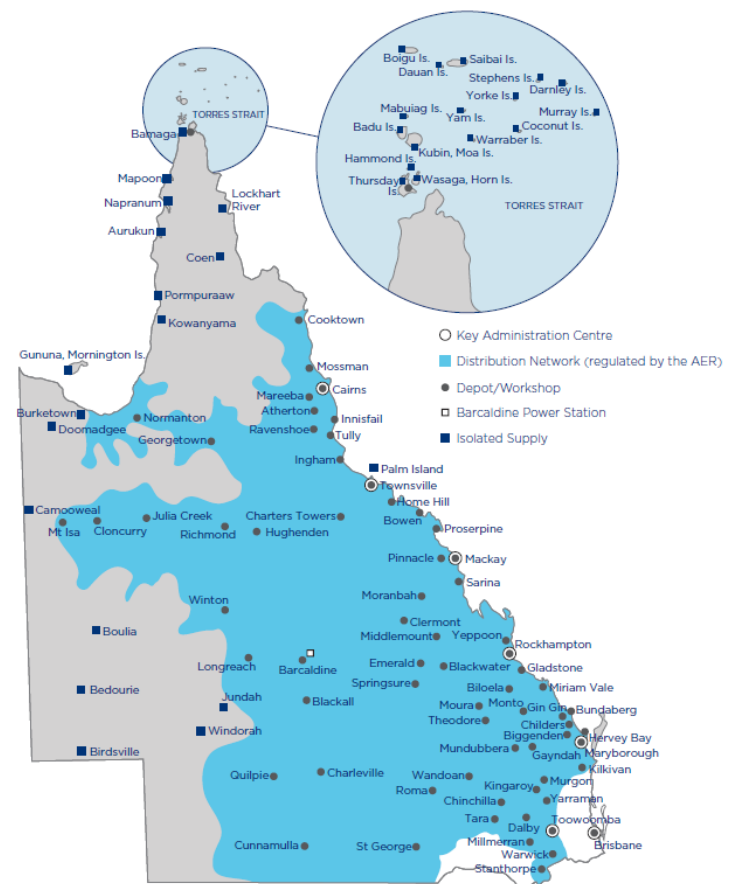 Boigu Is.
Saibai Is.
Dauan Is.
Stephens Is.
Darnley Is.
Yorke Is.
Mabuiag Is.
Yam Is.
Murray Is.
Badu Is.
Coconut Is.
Warraber Is.
Kubin, Moa Is.
Hammond Is.
Thursday
Is.
Wasaga, Horn Is.
TORRES STRAIT
TORRES STRAIT
Bamaga
Mapoon
Napranum
Lockhart
River
Aurukun
Coen
Pormpuraaw
Kowanyama
Cooktown
Key Administration Centre
Distribution Network (regulated by the AER)
Depot/Workshop
Barcaldine Power Station
Isolated Supply
Gununa, Mornington Is.
Mossman
Cairns
Mareeba
Atherton
Burketown
Normanton
Innisfail
Doomadgee
Ravenshoe
Tully
Georgetown
Ingham
Palm Island
Townsville
Home Hill
Camooweal
Mt Isa
Cloncurry
Julia Creek
Richmond
Hughenden
Charters Towers
Bowen
Proserpine
Pinnacle
Mackay
Sarina
Moranbah
Winton
Clermont
Middlemount
Yeppoon
Boulia
Rockhampton
Longreach
Barcaldine
Emerald
Blackwater
Gladstone
Springsure
Bedourie
Jundah
Blackall
Biloela
Miriam Vale
Moura
Monto
Gin Gin
Bundaberg
Theodore
Childers
Windorah
Biggenden
Hervey Bay
Birdsville
Mundubbera
Gayndah
Maryborough
Kilkivan
Quilpie
Charleville
Wandoan
Murgon
Roma
Kingaroy
Chinchilla
Yarraman
Tara
Dalby
Toowoomba
Brisbane
Cunnamulla
St George
Millmerran
Warwick
Stanthorpe